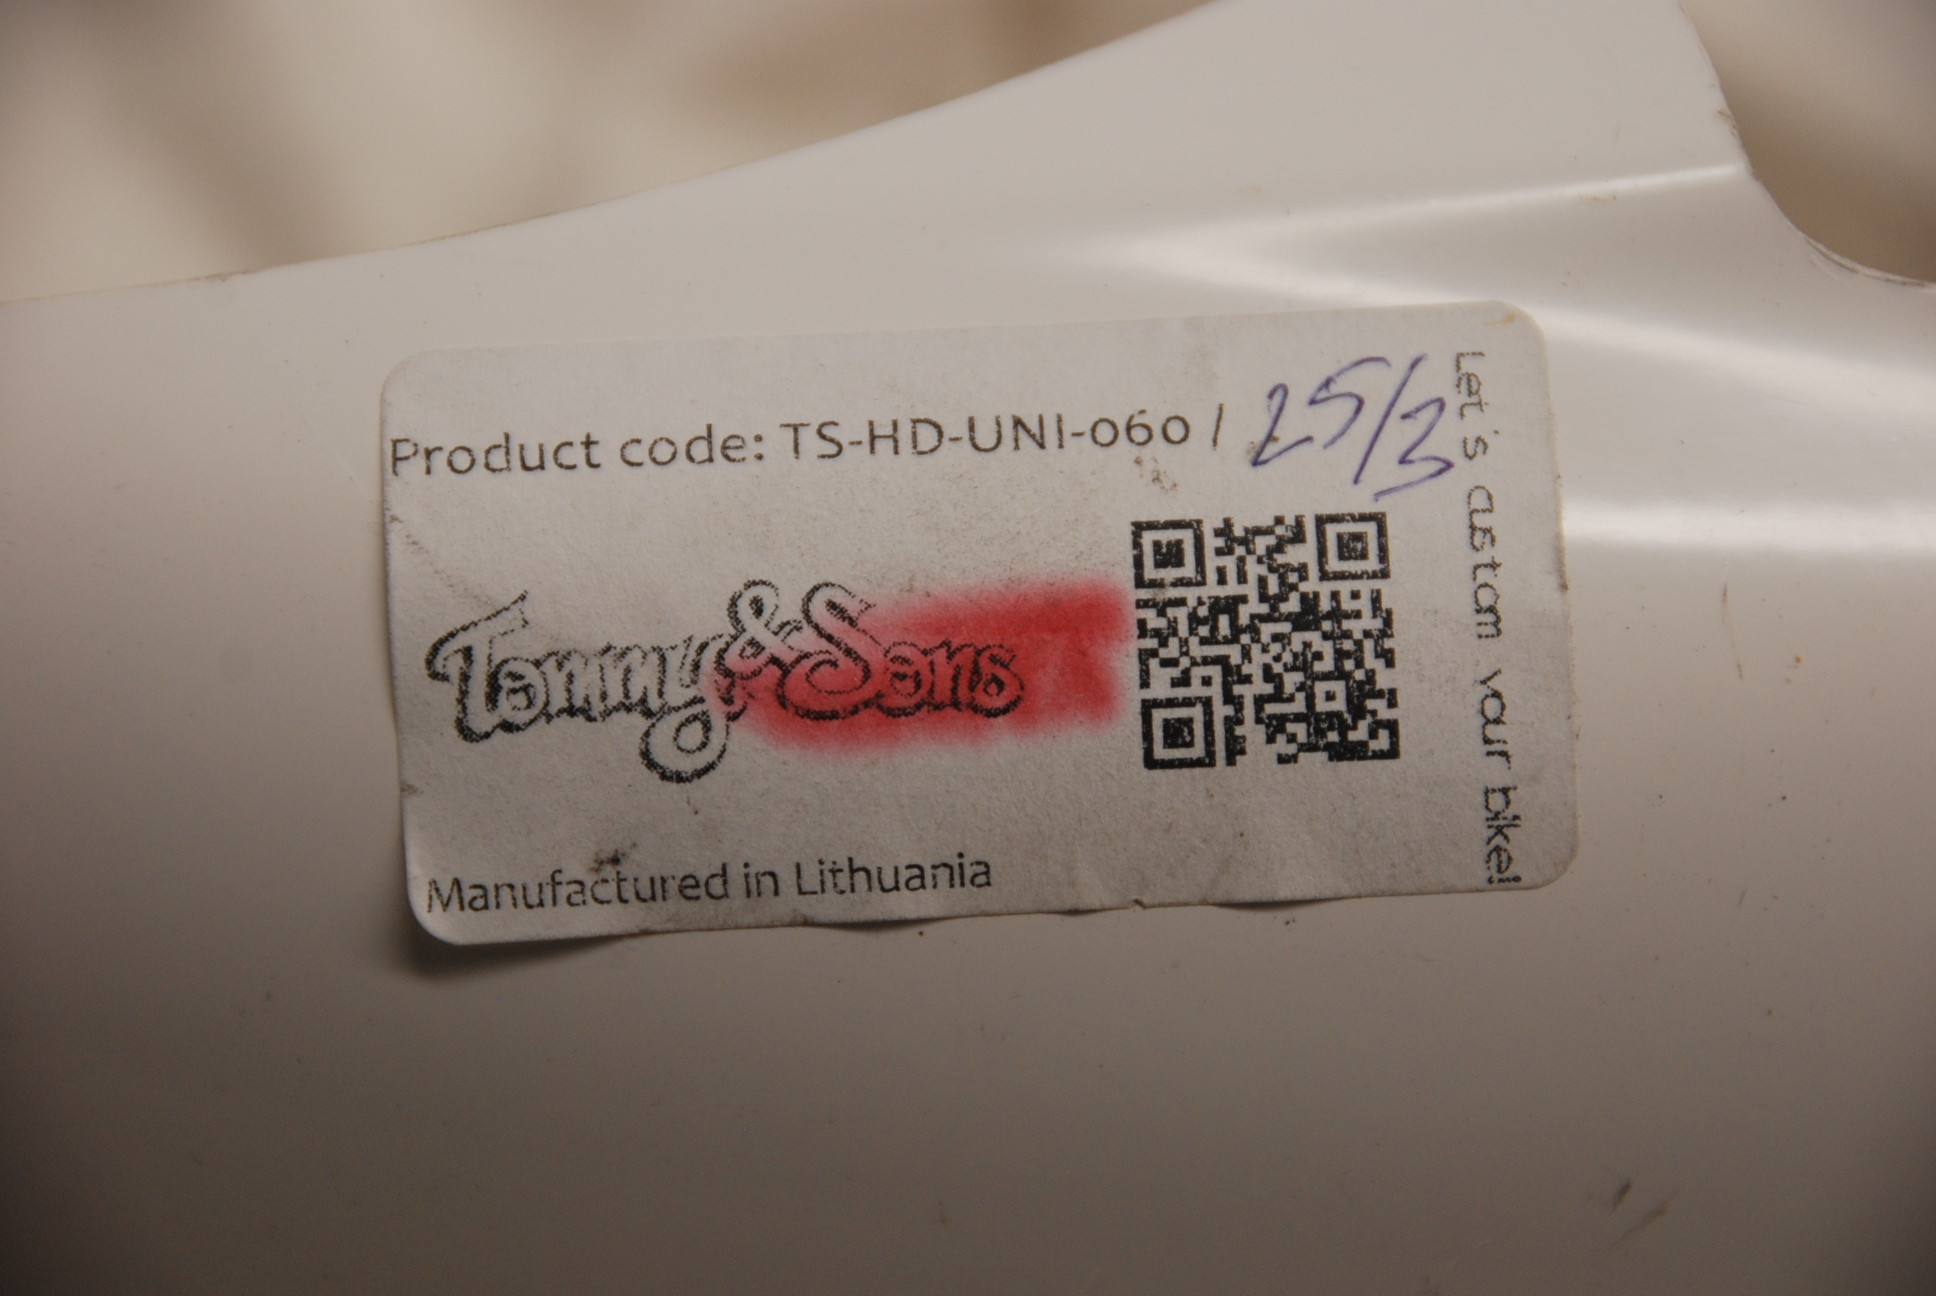 Product code: TS-HD-UNI-060 / 25/3
Tommy&Sons
Manufactured in Lithuania
Let's custom your bike!